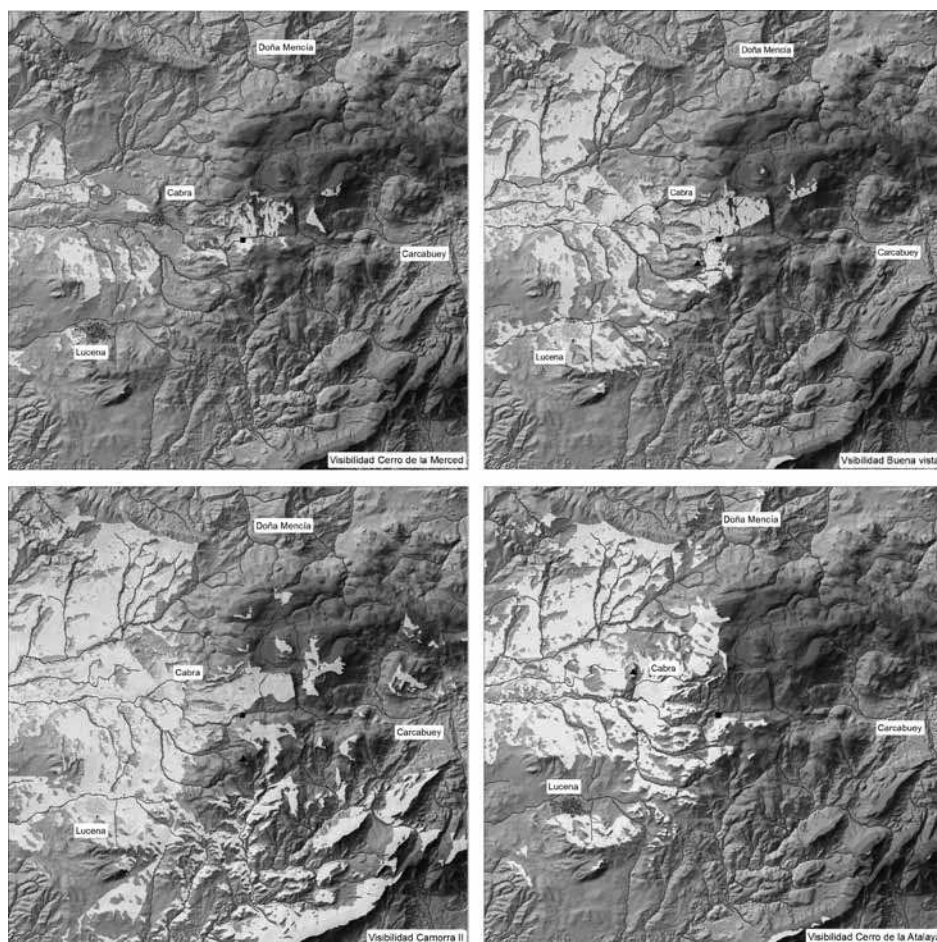 Doña Mencía
Cabra
Carcabuey
Lucena
Visibilidad Cerro de la Merced
Doña Mencía
Cabra
Carcabuey
Lucena
Visibilidad Buena vista
Doña Mencía
Cabra
Carcabuey
Lucena
Visibilidad Camorra II
Doña Mencía
Cabra
Carcabuey
Lucena
Visibilidad Cerro de la Atalaya